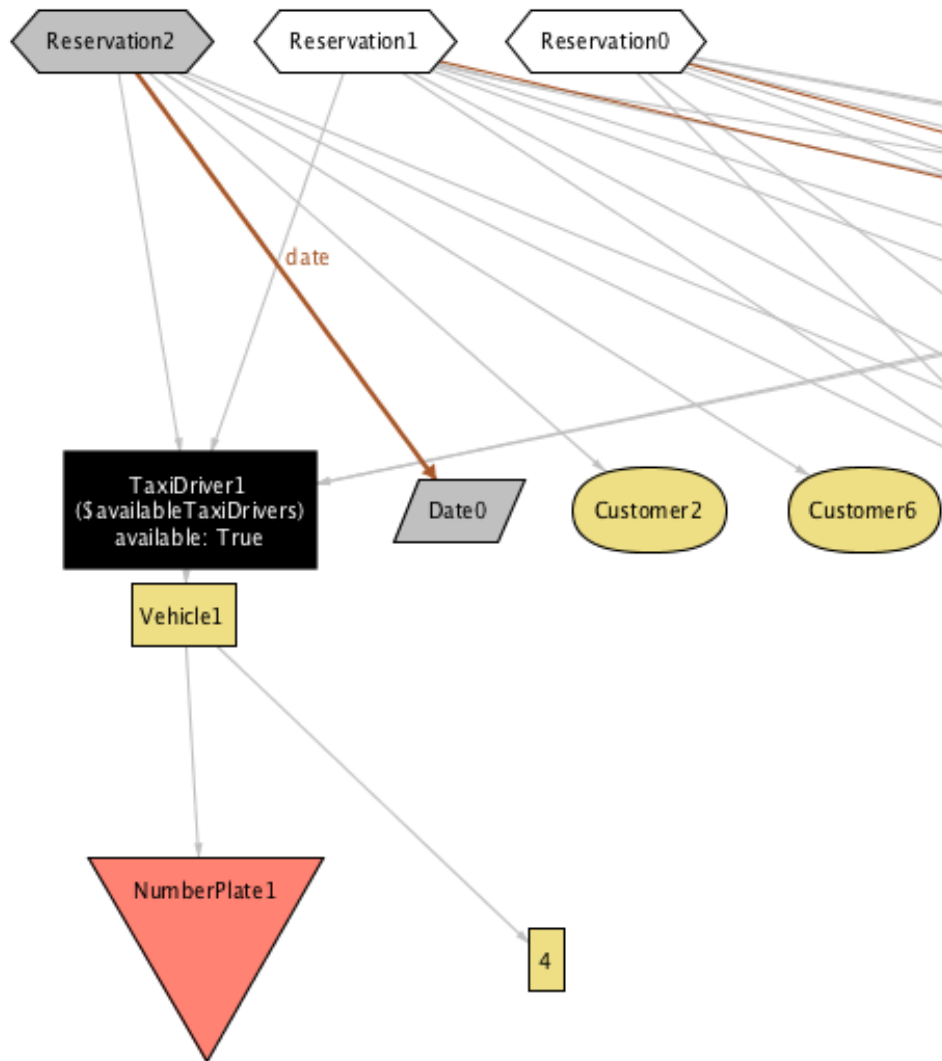 Reservation2
Reservation1
Reservation0
date
TaxiDriver1
($availableTaxiDrivers)
available: True
Date0
Customer2
Customer6
Vehicle1
NumberPlate1
4